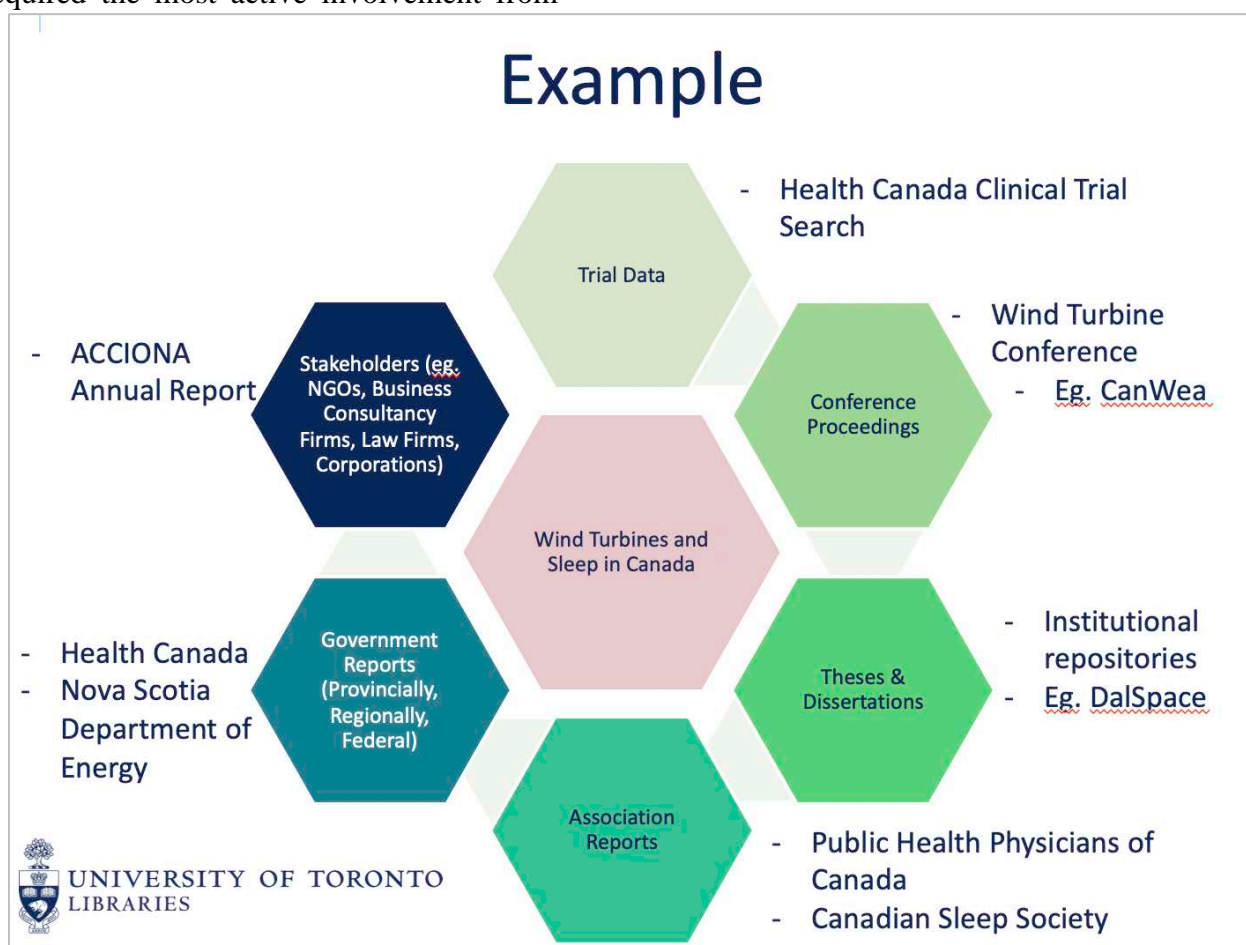 quired the most active involvement from
Example
Trial Data
- Health Canada Clinical Trial
Search
Stakeholders (eg.
NGOs, Business
Consultancy
Firms, Law Firms,
Corporations)
- ACCIONA
Annual Report
Conference
Proceedings
- Wind Turbine
Conference
- Eg. CanWea
Wind Turbines and
Sleep in Canada
Government
Reports
(Provincially,
Regionally,
Federal)
- Health Canada
- Nova Scotia
Department of
Energy
Theses &
Dissertations
- Institutional
repositories
- Eg. DalSpace
Association
Reports
- Public Health Physicians of
Canada
- Canadian Sleep Society
UNIVERSITY OF TORONTO
LIBRARIES